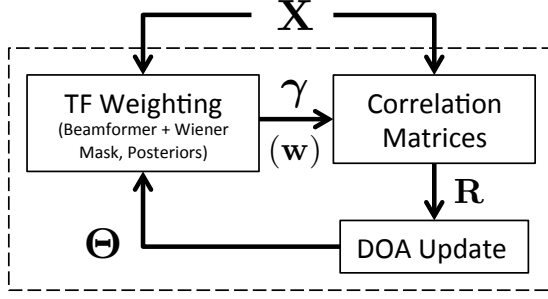 X
TF Weighting
(Beamformer + Wiener
Mask, Posteriors)
γ
(w)
Correlation
Matrices
R
Θ
DOA Update